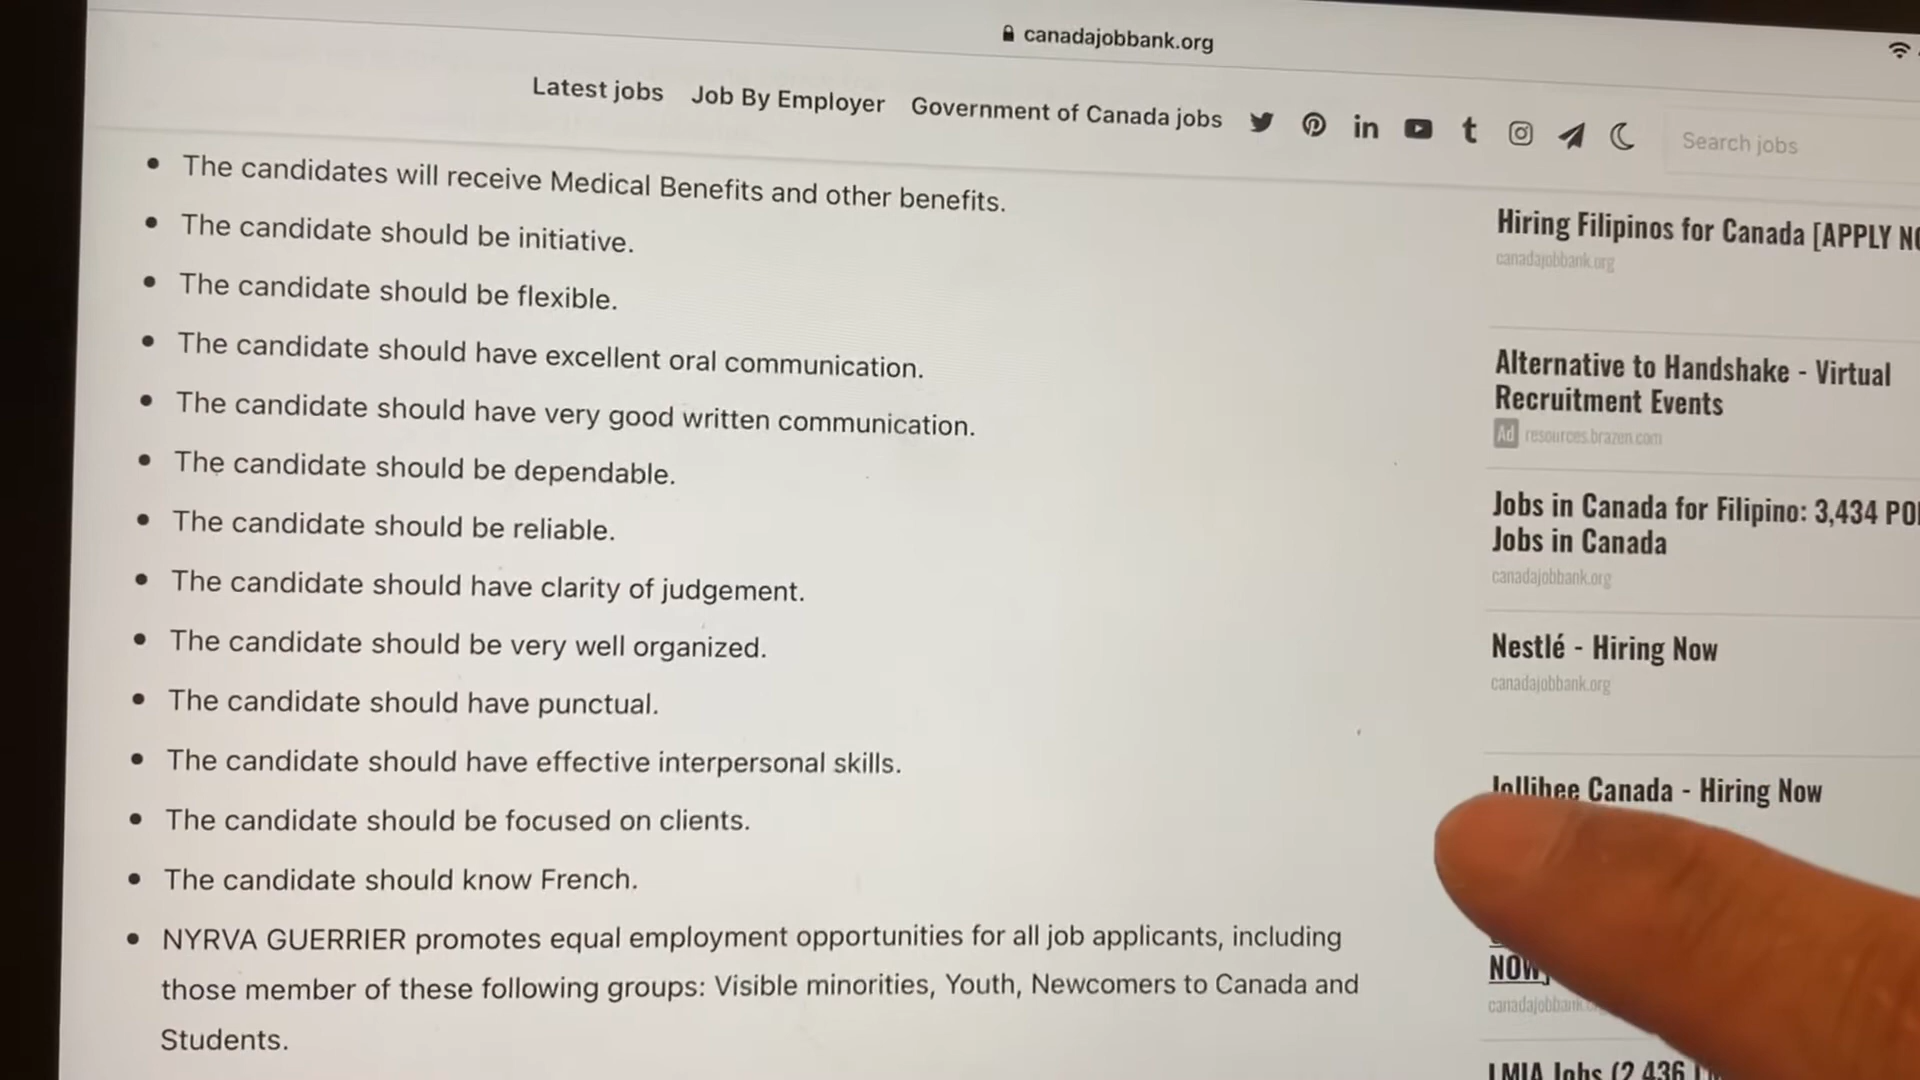 canadajobbank.org
Latest jobs Job By Employer Government of Canada jobs
Search jobs
The candidates will receive Medical Benefits and other benefits.
The candidate should be initiative.
The candidate should be flexible.
The candidate should have excellent oral communication.
The candidate should have very good written communication.
The candidate should be dependable.
The candidate should be reliable.
The candidate should have clarity of judgement.
The candidate should be very well organized.
The candidate should have punctual.
The candidate should have effective interpersonal skills.
The candidate should be focused on clients.
The candidate should know French.
NYRVA GUERRIER promotes equal employment opportunities for all job applicants, including
those member of these following groups: Visible minorities, Youth, Newcomers to Canada and
Students.
Hiring Filipinos for Canada [APPLY
canadajobbank.org
Alternative to Handshake - Virtual
Recruitment Events
Ad resources.brazen.com
Jobs in Canada for Filipino: 3,434
Jobs in Canada
canadajobbank.org
Nestlé - Hiring Now
canadajobbank.org
Jollibee Canada - Hiring Now
NOW]
LMIA Jobs (2,436